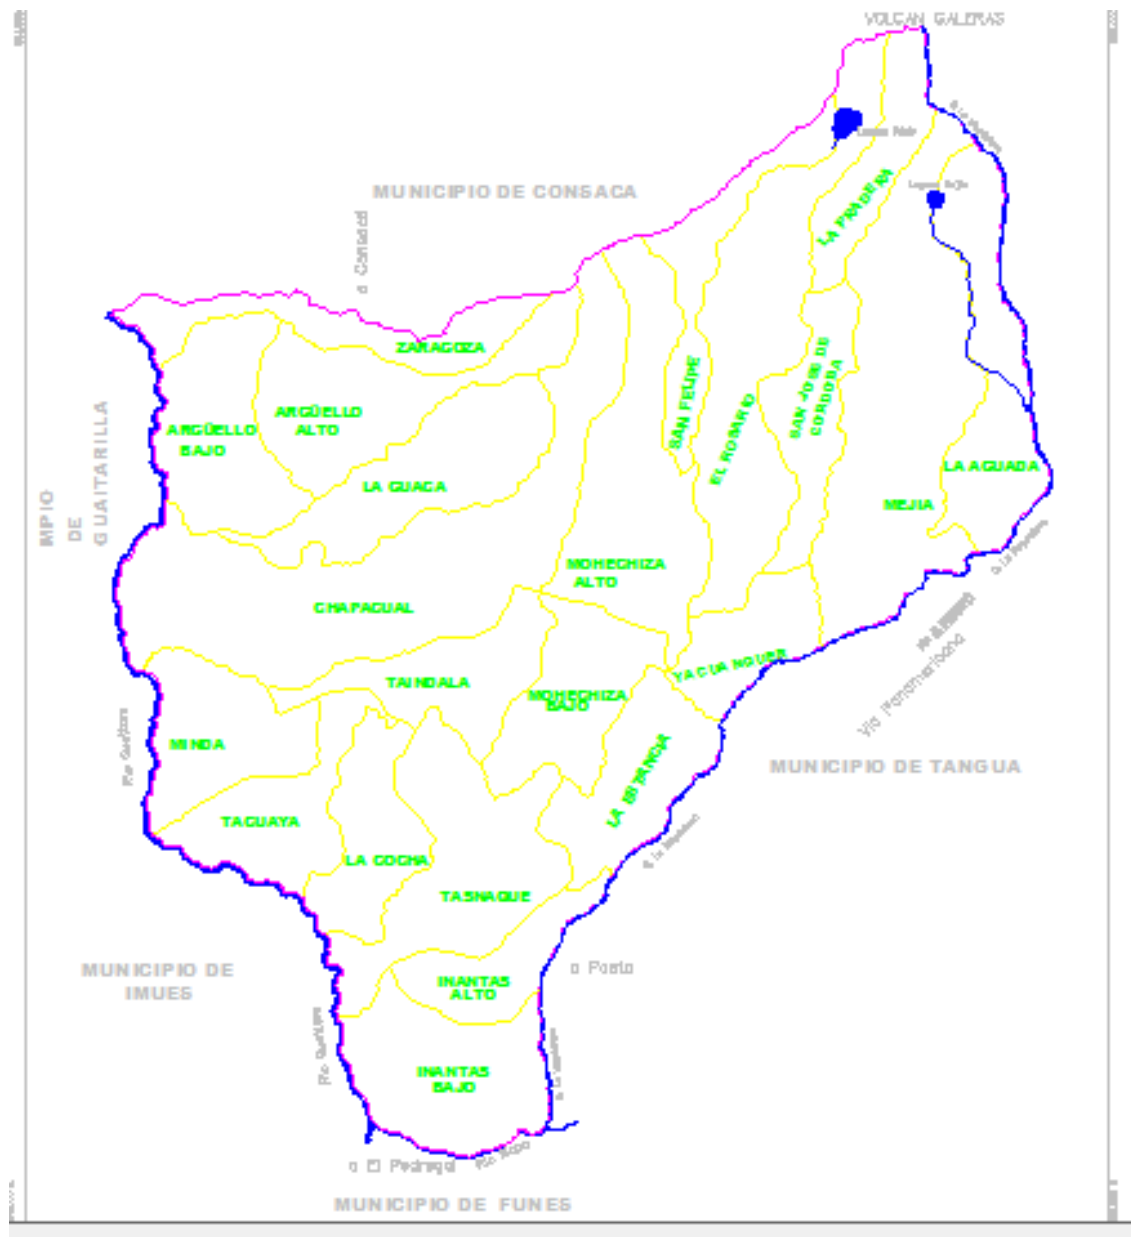 VOLCAN GALERAS
MUNICIPIO DE CONSACA
a Consacá
LA PRADERA
ZARAGOZA
ARGÜELLO
ALTO
ARGÜELLO
BAJO
MPIO
DE
GUAITARILLA
LA GUACA
SAN FELIPE
EL ROSARIO
SAN JOSE DE
CORDOBA
LA AGUADA
MEJIA
MOHECHIZA
ALTO
CHAPACUAL
TAINDALA
MOHECHIZA
BAJO
YACUANQUER
Vía Panamericana
MINDA
LA ESTANCIA
MUNICIPIO DE TANGUA
TACUAYA
LA COCHA
TASNAQUE
MUNICIPIO DE
IMUES
a Pasto
INANTAS
ALTO
INANTAS
BAJO
a El Pedregal
MUNICIPIO DE FUNES